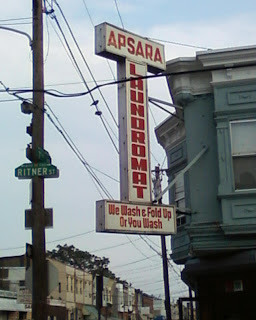 APSARA
LAUNDROMAT
We Wash & Fold Up
Or You Wash
RITNER ST